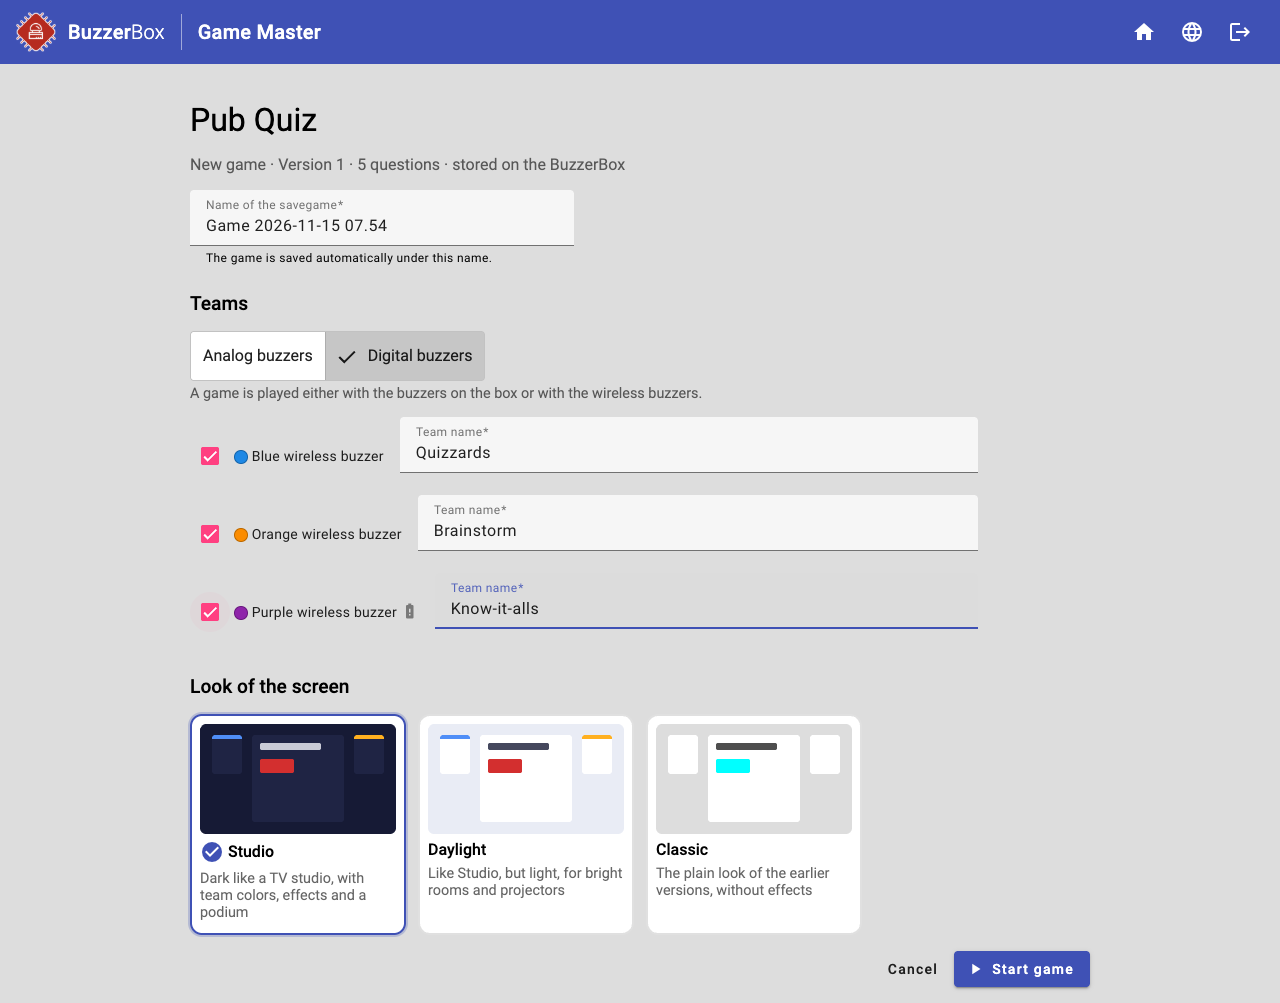 BuzzerBox
Game Master
Pub Quiz
New game · Version 1 · 5 questions · stored on the BuzzerBox
Name of the savegame*
Game 2026-11-15 07.54
The game is saved automatically under this name.
Teams
Analog buzzers
Digital buzzers
A game is played either with the buzzers on the box or with the wireless buzzers.
Blue wireless buzzer
Team name*
Quizzards
Orange wireless buzzer
Team name*
Brainstorm
Purple wireless buzzer
Team name*
Know-it-alls
Look of the screen
Studio
Dark like a TV studio, with
team colors, effects and a
podium
Daylight
Like Studio, but light, for bright
rooms and projectors
Classic
The plain look of the earlier
versions, without effects
Cancel
Start game